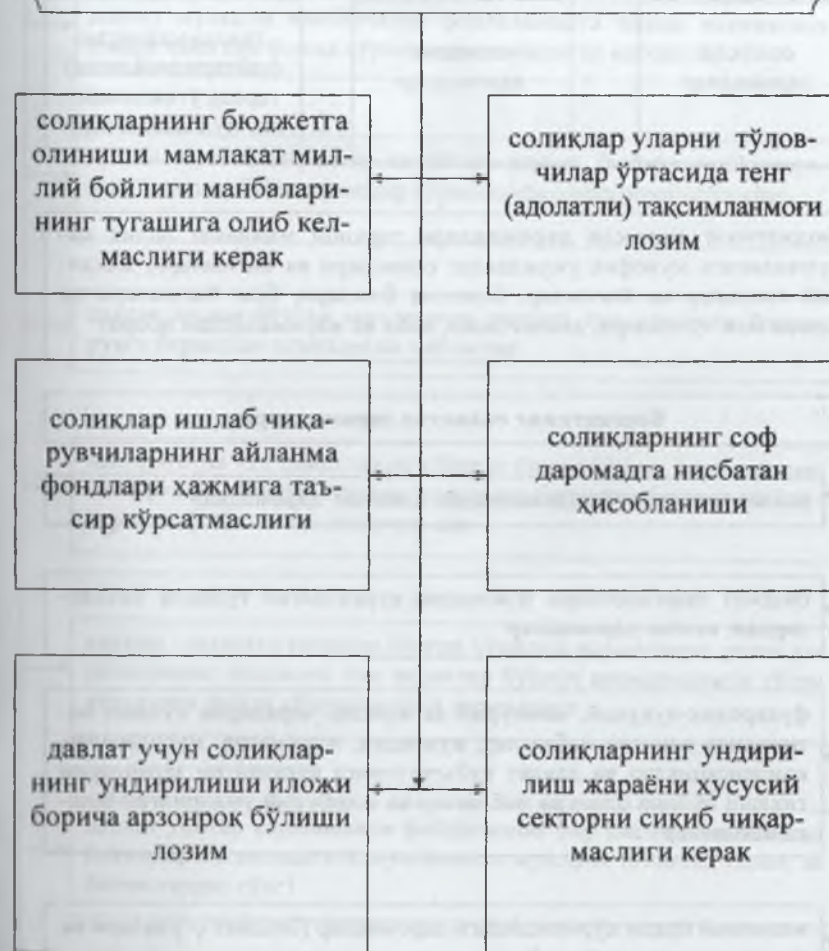 солиқларнинг бюджетга
олиниши мамлакат мил-
лий бойлиги манбалари-
нинг тугашига олиб кел-
маслиги керак
солиқлар уларни тўлов-
чилар ўртасида тенг
(адолатли) тақсимланмоғи
лозим
солиқлар ишлаб чиқа-
рувчиларнинг айланма
фондлари ҳажмига таъ-
сир кўрсатмаслиги
солиқларнинг соф
даромадга нисбатан
ҳисобланиши
давлат учун солиқлар-
нинг ундирилиши иложи
борича арзонроқ бўлиши
лозим
солиқларнинг ундири-
лиш жараёни хусусий
секторни сиқиб чиқар-
маслиги керак